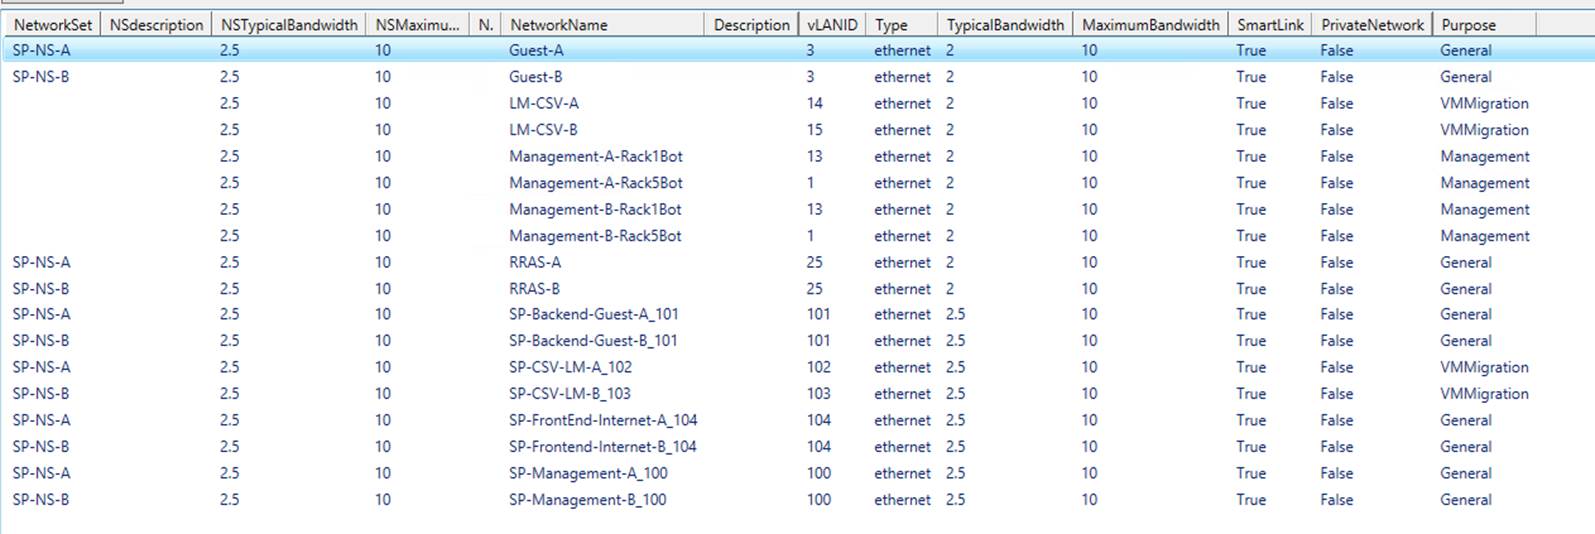 NetworkSet NSdescription NSTypicalBandwidth NSMaximu... N. NetworkName Description vLANID Type TypicalBandwidth MaximumBandwidth SmartLink PrivateNetwork Purpose
SP-NS-A 2.5 10 Guest-A 3 ethernet 2 10 True False General
SP-NS-B 2.5 10 Guest-B 3 ethernet 2 10 True False General
2.5 10 LM-CSV-A 14 ethernet 2 10 True False VMMigration
2.5 10 LM-CSV-B 15 ethernet 2 10 True False VMMigration
2.5 10 Management-A-Rack1Bot 13 ethernet 2 10 True False Management
2.5 10 Management-A-Rack5Bot 1 ethernet 2 10 True False Management
2.5 10 Management-B-Rack1Bot 13 ethernet 2 10 True False Management
2.5 10 Management-B-Rack5Bot 1 ethernet 2 10 True False Management
SP-NS-A 2.5 10 RRAS-A 25 ethernet 2 10 True False General
SP-NS-B 2.5 10 RRAS-B 25 ethernet 2 10 True False General
SP-NS-A 2.5 10 SP-Backend-Guest-A_101 101 ethernet 2.5 10 True False General
SP-NS-B 2.5 10 SP-Backend-Guest-B_101 101 ethernet 2.5 10 True False General
SP-NS-A 2.5 10 SP-CSV-LM-A_102 102 ethernet 2.5 10 True False VMMigration
SP-NS-B 2.5 10 SP-CSV-LM-B_103 103 ethernet 2.5 10 True False VMMigration
SP-NS-A 2.5 10 SP-FrontEnd-Internet-A_104 104 ethernet 2.5 10 True False General
SP-NS-B 2.5 10 SP-Frontend-Internet-B_104 104 ethernet 2.5 10 True False General
SP-NS-A 2.5 10 SP-Management-A_100 100 ethernet 2.5 10 True False General
SP-NS-B 2.5 10 SP-Management-B_100 100 ethernet 2.5 10 True False General